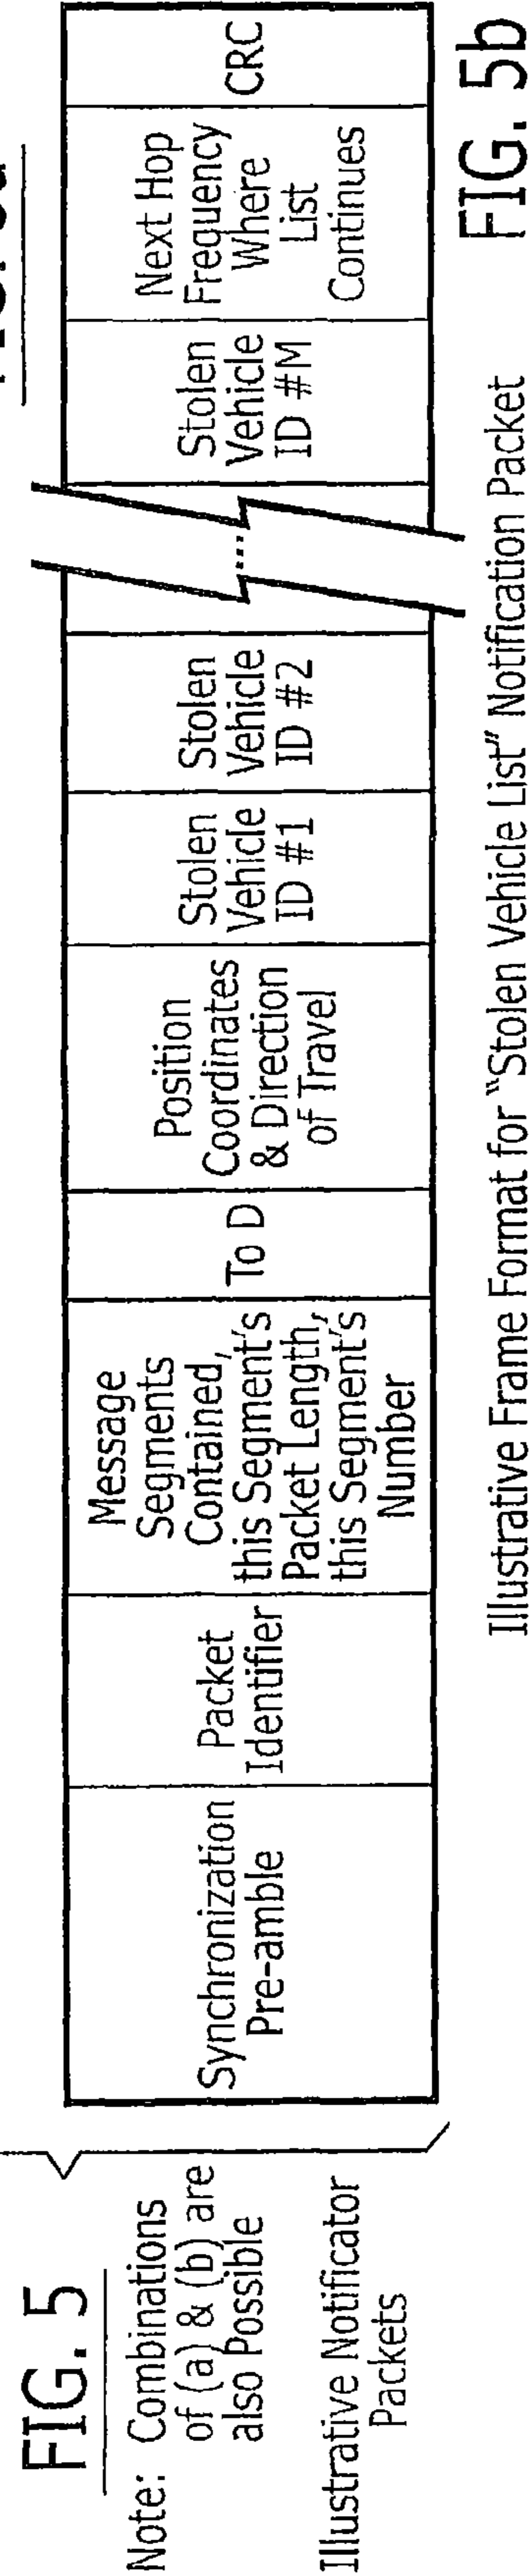 FIG. 5
Note: Combinations
of (a) & (b) are
also Possible
Illustrative Notificator
Packets
Synchronization
Pre-amble
Packet
Identifier
Message
Segments
Contained,
this Segment's
Packet Length,
this Segment's
Number
To D
Position
Coordinates
& Direction
of Travel
Stolen
Vehicle
ID #1
Stolen
Vehicle
ID #2
....
Stolen
Vehicle
ID #M
Next Hop
Frequency
Where
List
Continues
CRC
Illustrative Frame Format for "Stolen Vehicle List" Notification Packet
FIG. 5b